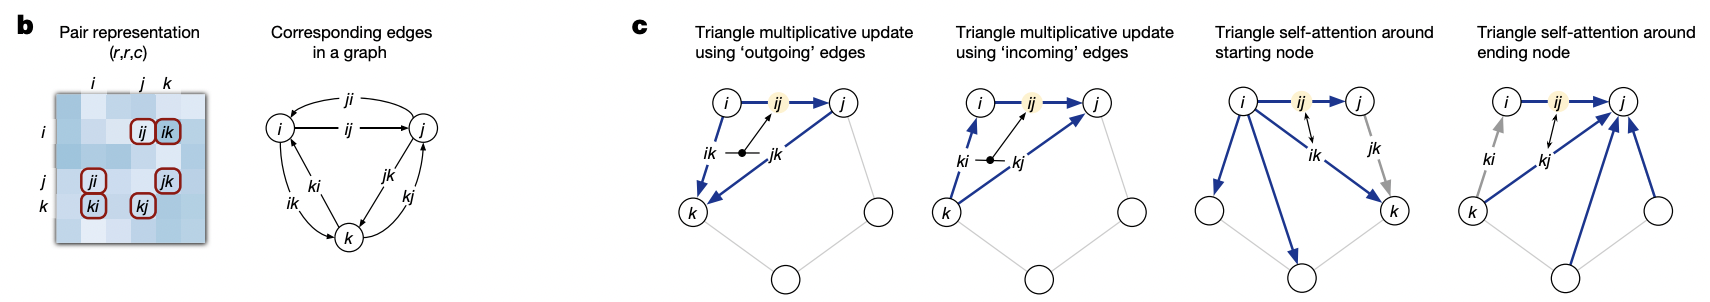 b
Pair representation
(r,r,c)
i j k
i ij ik
j ji jk
k ki kj
Corresponding edges
in a graph
ji
i ij j
ki jk kj
ik
k
c
Triangle multiplicative update
using ‘outgoing’ edges
i ij j
ik jk
k
Triangle multiplicative update
using ‘incoming’ edges
i ij j
ki kj
k
Triangle self-attention around
starting node
i ij j
ik jk
k
Triangle self-attention around
ending node
i ij j
ki kj
k